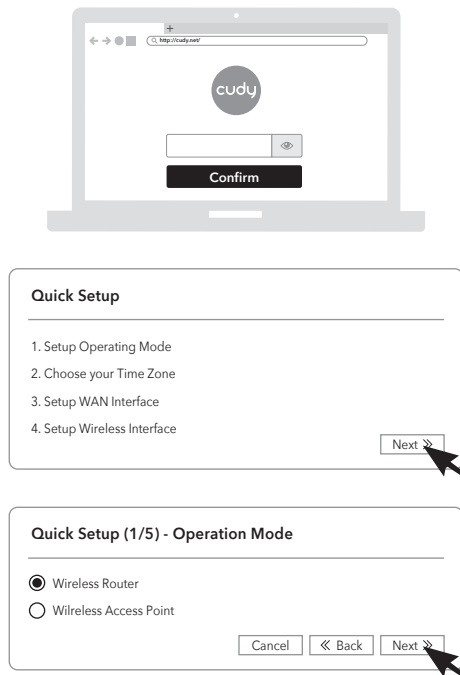 http://cudy.net/
cudy
Confirm
Quick Setup
1. Setup Operating Mode
2. Choose your Time Zone
3. Setup WAN Interface
4. Setup Wireless Interface
Next
Quick Setup (1/5) - Operation Mode
Wireless Router
Wilreless Access Point
Cancel Back Next